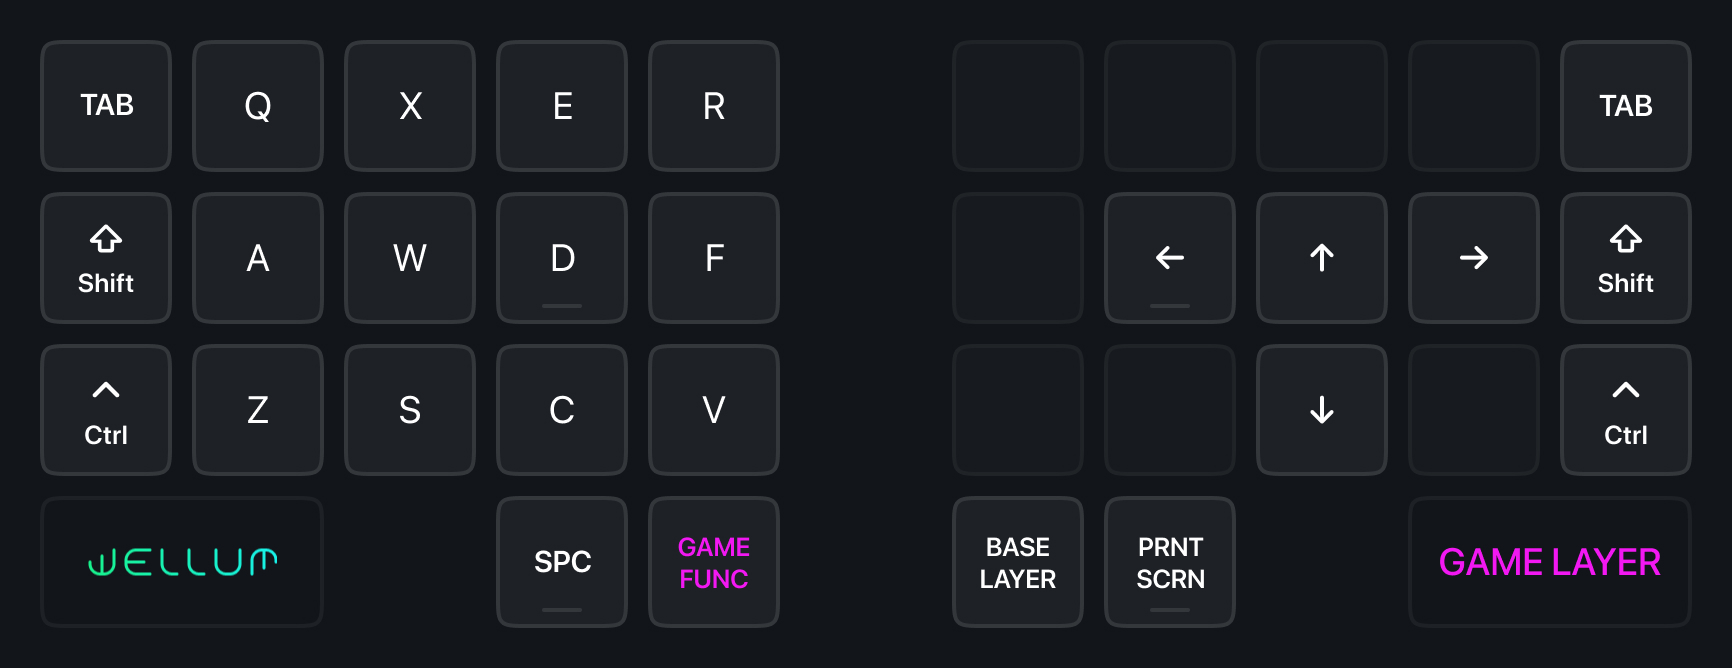 TAB Q X E R TAB
Shift A W D F ← ↑ → Shift
Ctrl Z S C V ↓ Ctrl
WELLUM SPC GAME FUNC BASE LAYER PRNT SCRN GAME LAYER